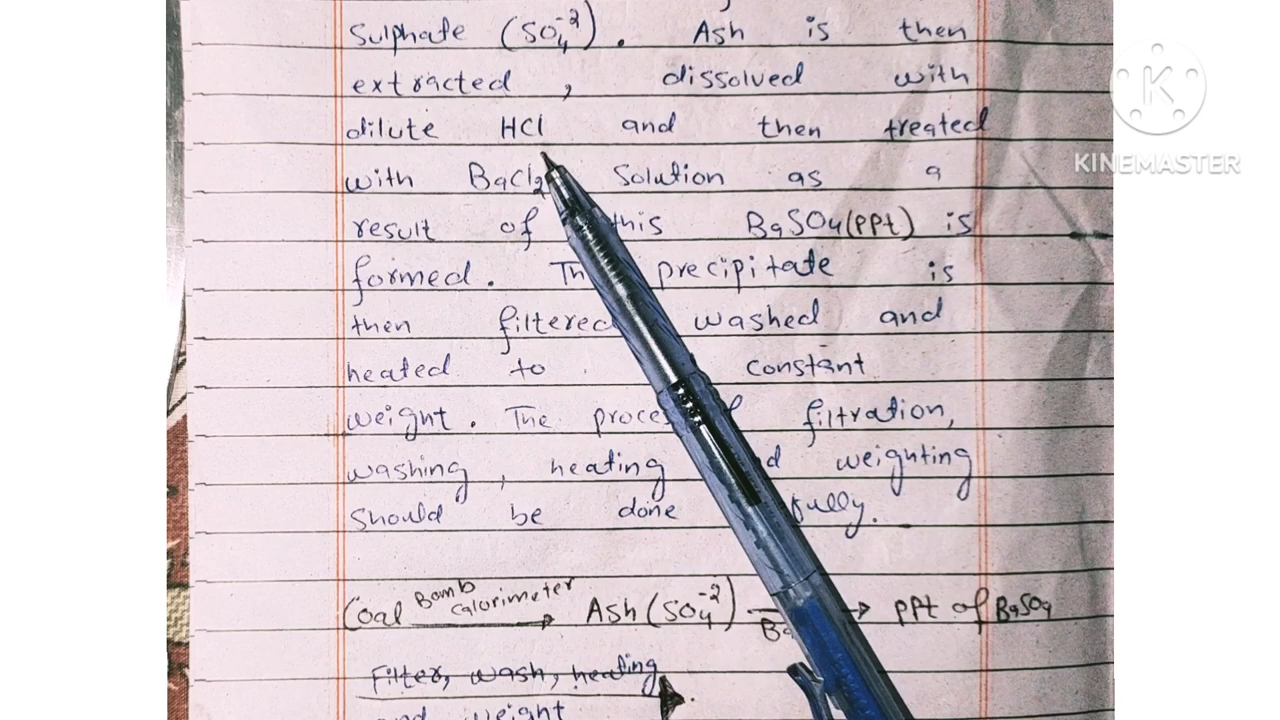 Sulphate (SO₄⁻²). Ash is then
extracted, dissolved with
dilute HCl and then treated
with BaCl₂ Solution as a
result of this BaSO₄(PPt) is
formed. precipitate is
then filtered washed and
heated to constant
weight. The filtration,
washing, heating weighting
should be done
Coal Bomb Calorimeter → Ash (SO₄⁻²) → PPt of BaSO₄
Filter, wash, heating
and weight
K
KINEMASTER